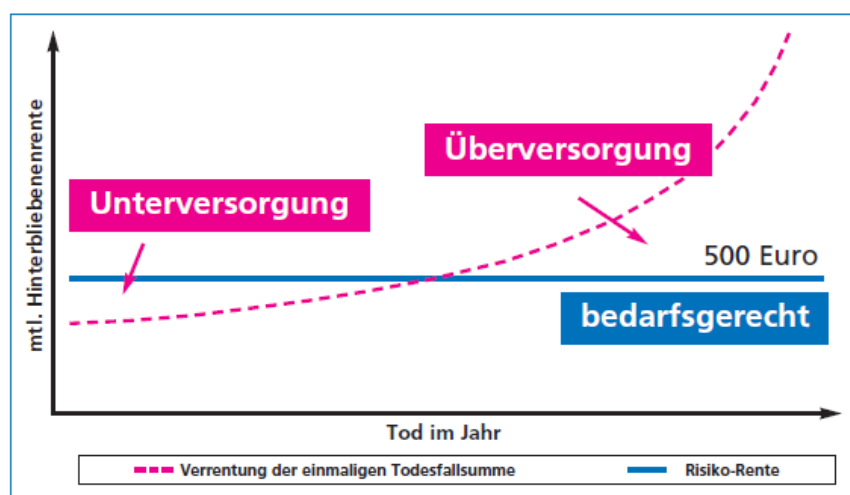 Überversorgung
Unterversorgung
500 Euro
bedarfsgerecht
mtl. Hinterbliebenenrente
Tod im Jahr
Verrentung der einmaligen Todesfallsumme
Risiko-Rente